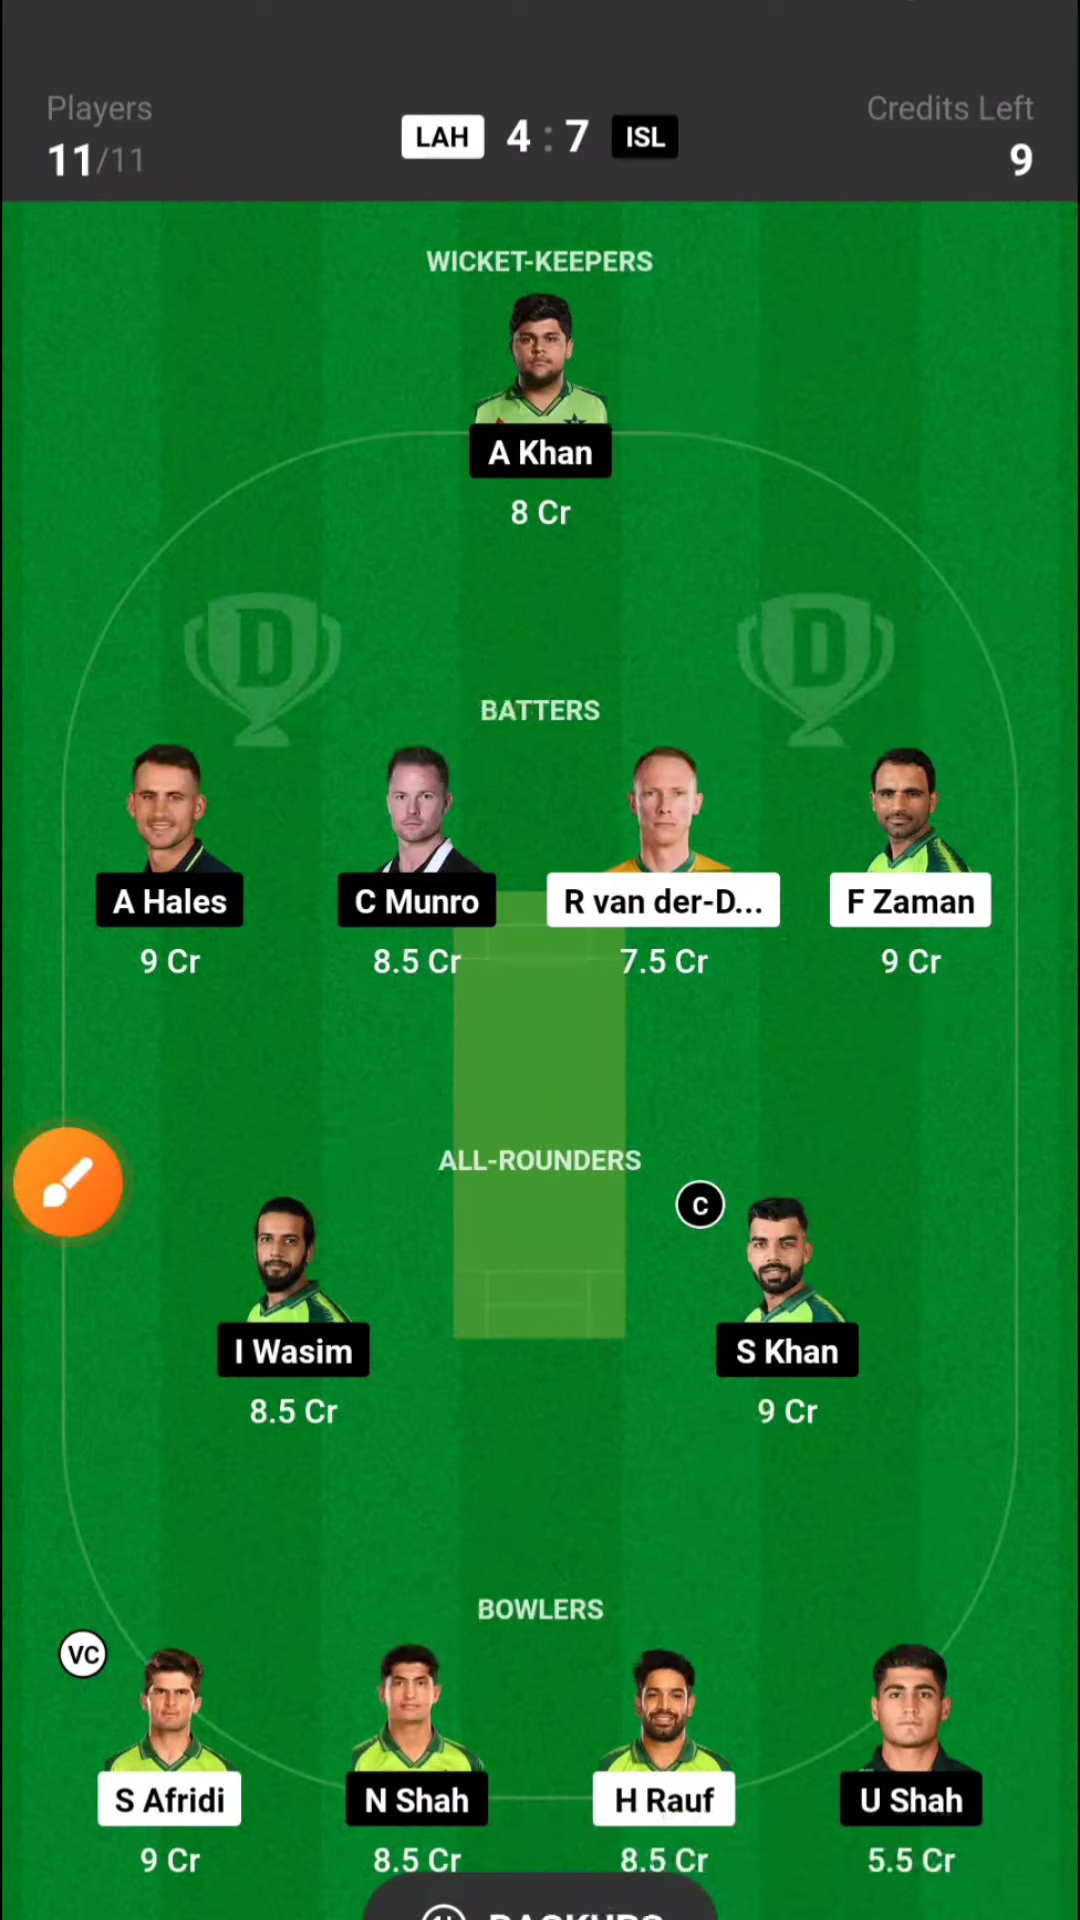 Players
Credits Left
11/11
LAH 4 : 7 ISL
9
WICKET-KEEPERS
A Khan
8 Cr
D D
BATTERS
A Hales C Munro R van der-D... F Zaman
9 Cr 8.5 Cr 7.5 Cr 9 Cr
ALL-ROUNDERS
C
I Wasim S Khan
8.5 Cr 9 Cr
BOWLERS
VC
S Afridi N Shah H Rauf U Shah
9 Cr 8.5 Cr 8.5 Cr 5.5 Cr
BACKUPS